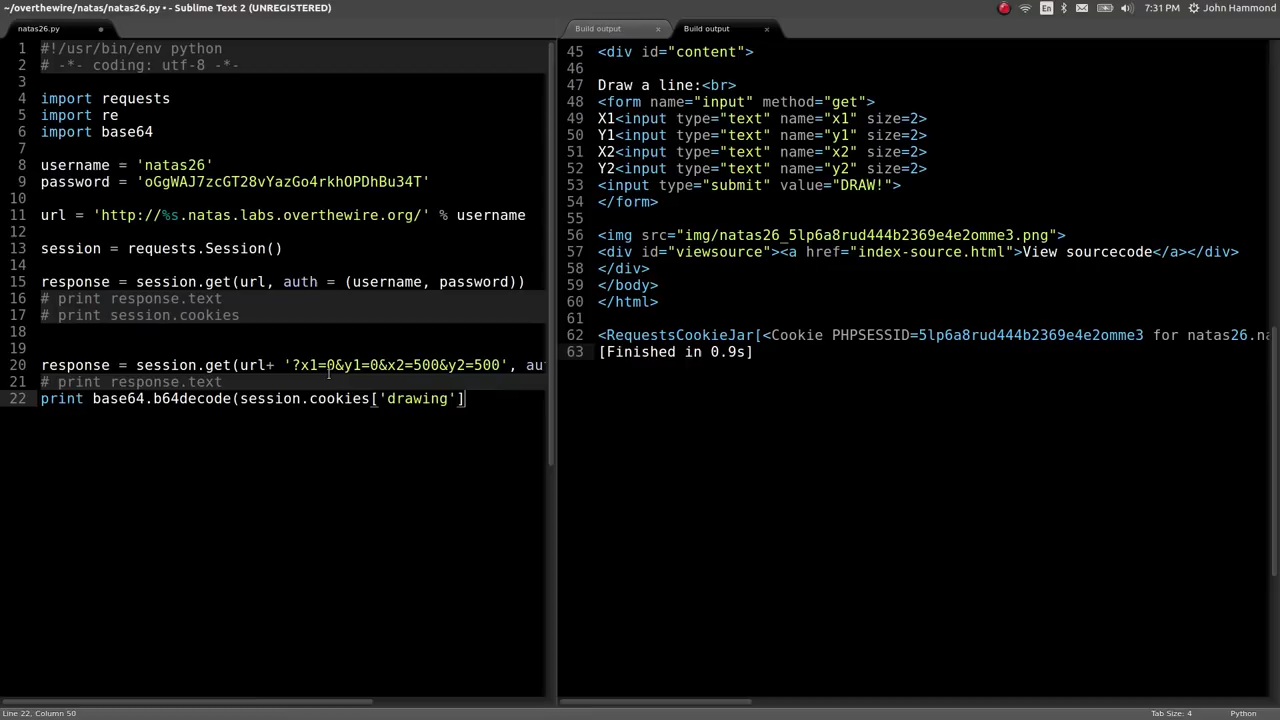 ~/overthewire/natas/natas26.py • - Sublime Text 2 (UNREGISTERED)
En
7:31 PM
John Hammond
natas26.py
Build output
Build output
1 #!/usr/bin/env python
2 # -*- coding: utf-8 -*-
3
4 import requests
5 import re
6 import base64
7
8 username = 'natas26'
9 password = 'oGgWAJ7zcGT28vYazGo4rkhOPDhBu34T'
10
11 url = 'http://%s.natas.labs.overthewire.org/' % username
12
13 session = requests.Session()
14
15 response = session.get(url, auth = (username, password))
16 # print response.text
17 # print session.cookies
18
19
20 response = session.get(url+ '?x1=0&y1=0&x2=500&y2=500', au
21 # print response.text
22 print base64.b64decode(session.cookies['drawing']
45 <div id="content">
46
47 Draw a line:<br>
48 <form name="input" method="get">
49 X1<input type="text" name="x1" size=2>
50 Y1<input type="text" name="y1" size=2>
51 X2<input type="text" name="x2" size=2>
52 Y2<input type="text" name="y2" size=2>
53 <input type="submit" value="DRAW!">
54 </form>
55
56 <img src="img/natas26_5lp6a8rud444b2369e4e2omme3.png">
57 <div id="viewsource"><a href="index-source.html">View sourcecode</a></div>
58 </div>
59 </body>
60 </html>
61
62 <RequestsCookieJar[<Cookie PHPSESSID=5lp6a8rud444b2369e4e2omme3 for natas26.na
63 [Finished in 0.9s]
Line 22, Column 50
Tab Size: 4
Python